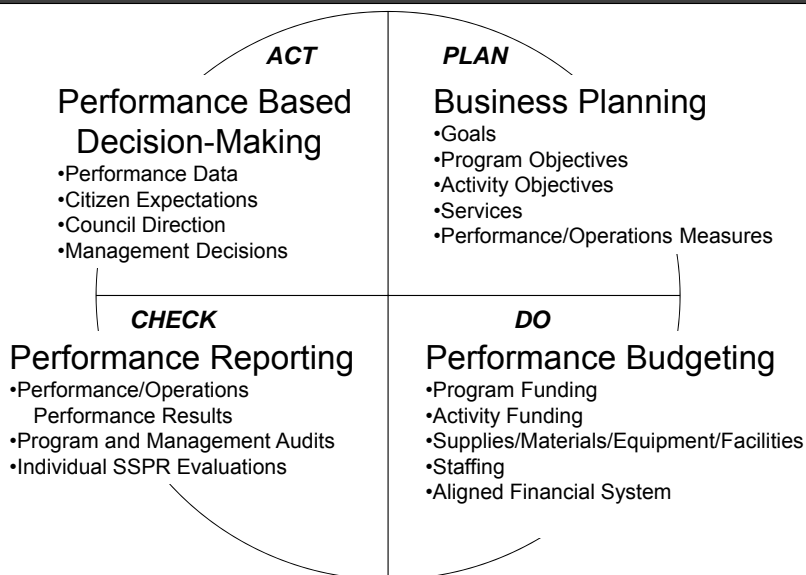 ACT
Performance Based
Decision-Making
•Performance Data
•Citizen Expectations
•Council Direction
•Management Decisions
PLAN
Business Planning
•Goals
•Program Objectives
•Activity Objectives
•Services
•Performance/Operations Measures
CHECK
Performance Reporting
•Performance/Operations
Performance Results
•Program and Management Audits
•Individual SSPR Evaluations
DO
Performance Budgeting
•Program Funding
•Activity Funding
•Supplies/Materials/Equipment/Facilities
•Staffing
•Aligned Financial System